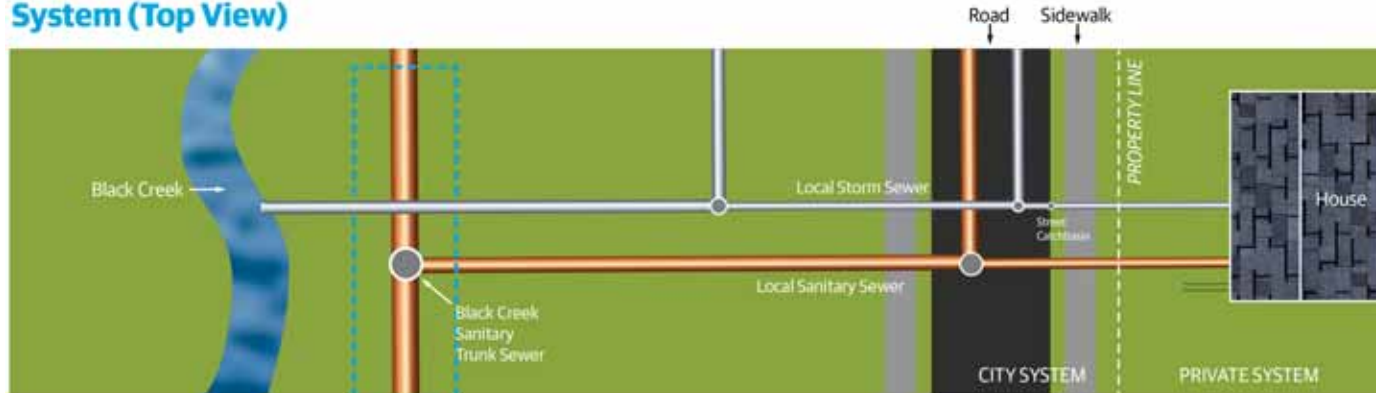 System (Top View)
Road
Sidewalk
PROPERTY LINE
Black Creek
Local Storm Sewer
House
Street
Catchbasin
Local Sanitary Sewer
Black Creek
Sanitary
Trunk Sewer
CITY SYSTEM
PRIVATE SYSTEM